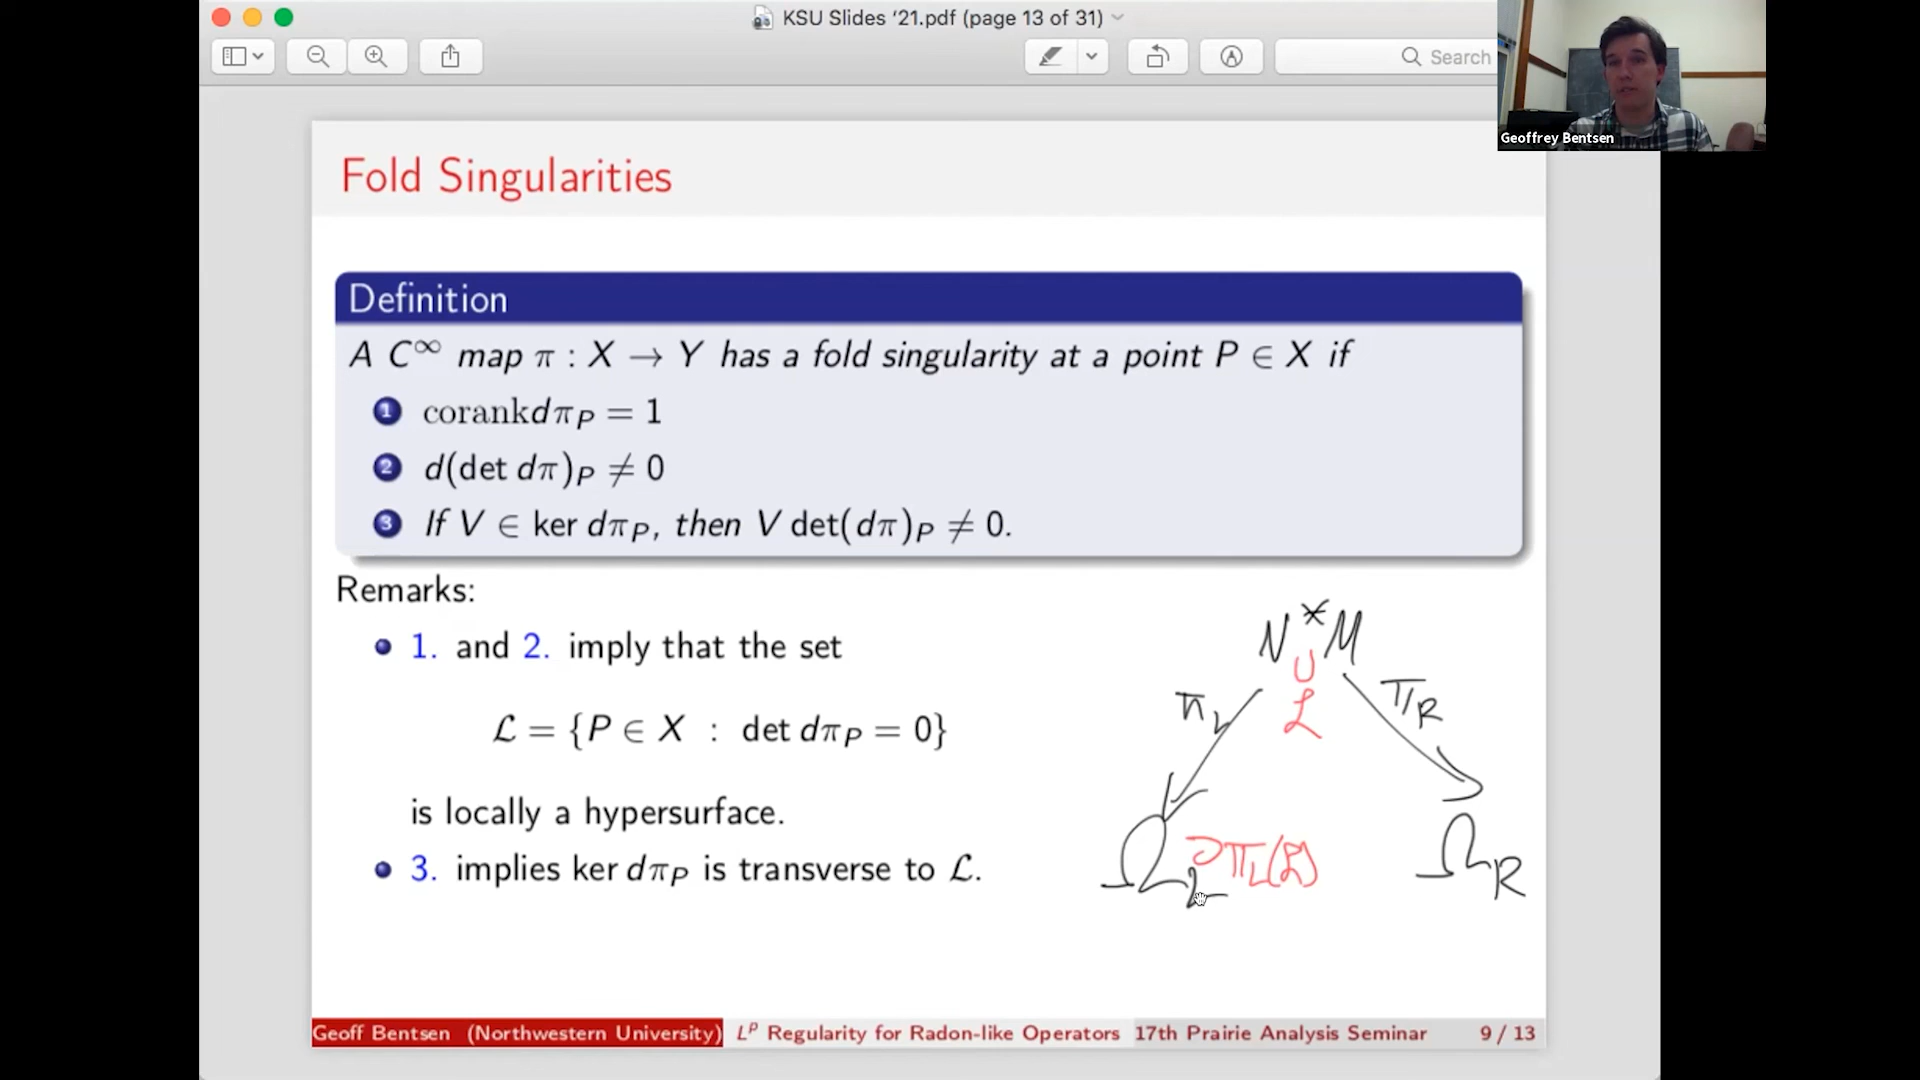 KSU Slides '21.pdf (page 13 of 31)
Search
Geoffrey Bentsen
Fold Singularities
Definition
A C^∞ map π : X → Y has a fold singularity at a point P ∈ X if
1 corankdπ_P = 1
2 d(det dπ)_P ≠ 0
3 If V ∈ ker dπ_P, then V det(dπ)_P ≠ 0.
Remarks:
• 1. and 2. imply that the set
ℒ = {P ∈ X : det dπ_P = 0}
is locally a hypersurface.
• 3. implies ker dπ_P is transverse to ℒ.
N*M
∪
ℒ
π_L
π_R
Ω_L ⊃ π_L(ℒ)
Ω_R
Geoff Bentsen (Northwestern University)
L^p Regularity for Radon-like Operators
17th Prairie Analysis Seminar
9 / 13